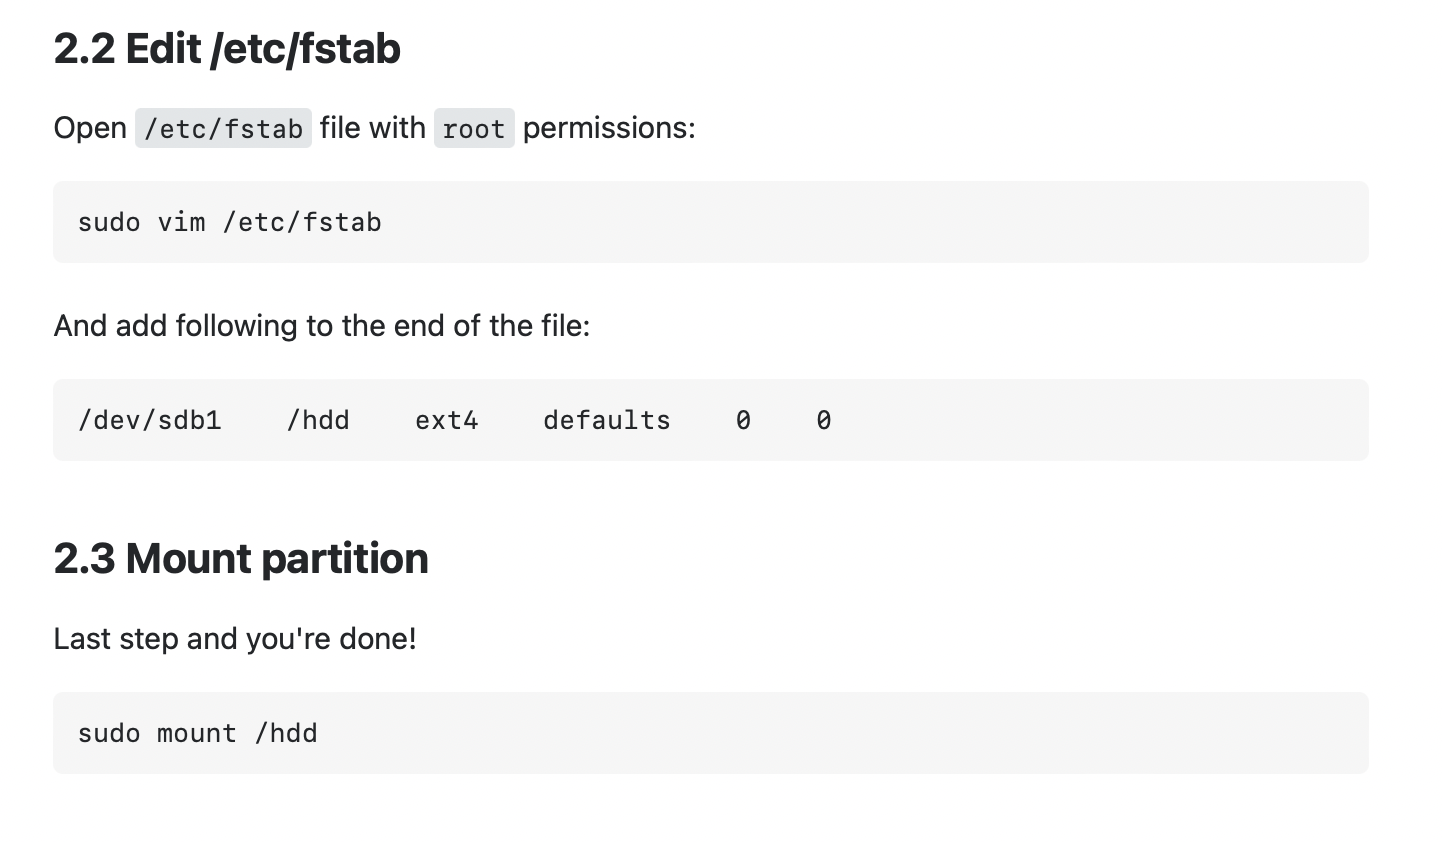 2.2 Edit /etc/fstab
Open /etc/fstab file with root permissions:
sudo vim /etc/fstab
And add following to the end of the file:
/dev/sdb1    /hdd    ext4    defaults    0    0
2.3 Mount partition
Last step and you're done!
sudo mount /hdd